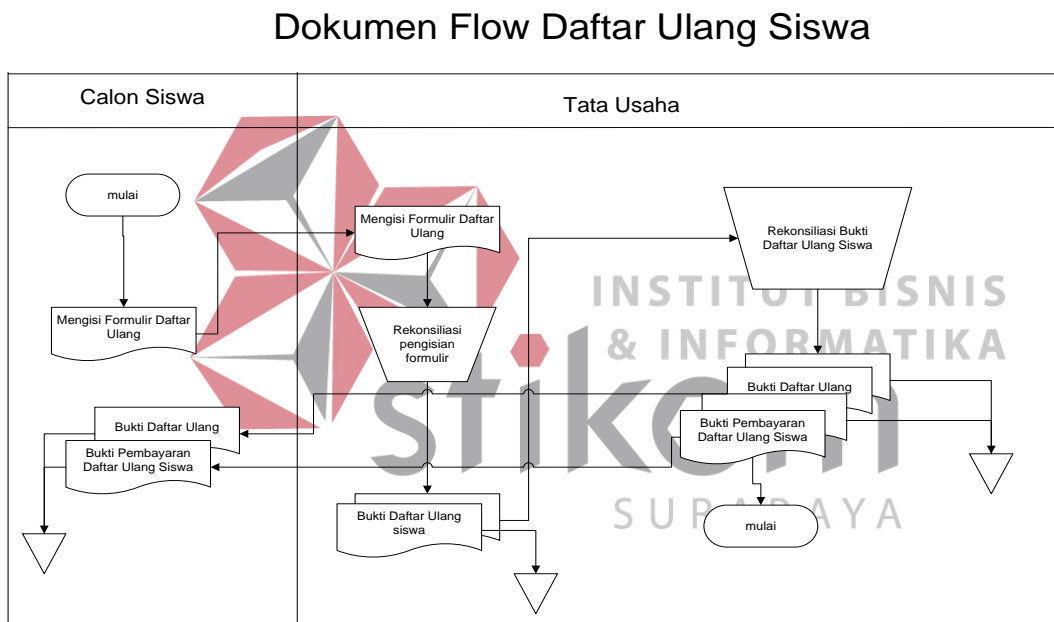 Dokumen Flow Daftar Ulang Siswa
Calon Siswa
Tata Usaha
mulai
Mengisi Formulir Daftar
Ulang
Mengisi Formulir Daftar
Ulang
Rekonsiliasi
pengisian
formulir
Bukti Daftar Ulang
siswa
Rekonsiliasi Bukti
Daftar Ulang Siswa
Bukti Daftar Ulang
Bukti Pembayaran
Daftar Ulang Siswa
mulai
Bukti Daftar Ulang
Bukti Pembayaran
Daftar Ulang Siswa
INSTITUT BISNIS
& INFORMATIKA
stikom
SURABAYA